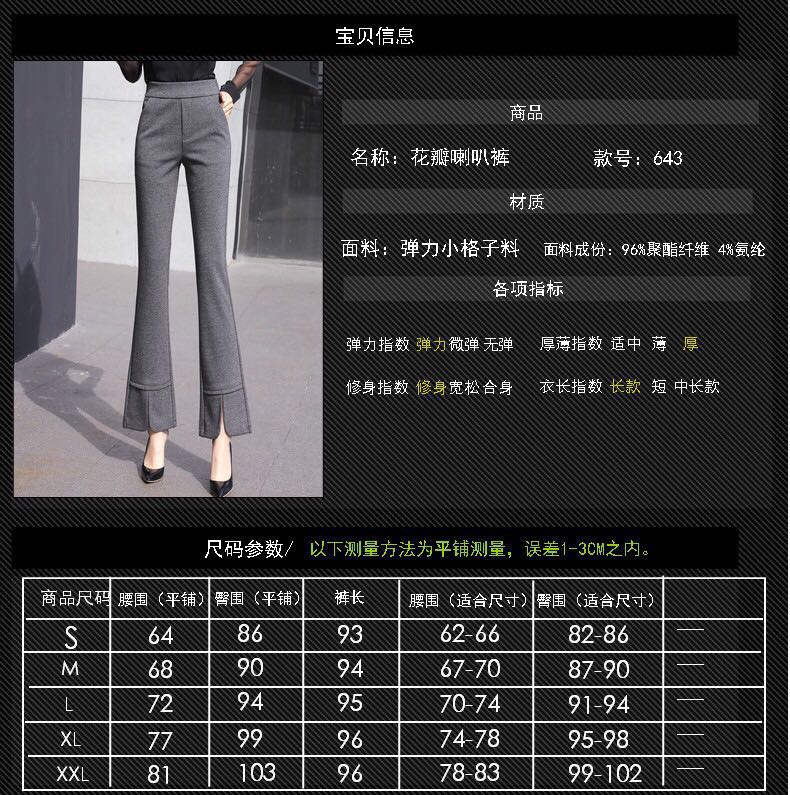 宝贝信息
商品
名称：花瓣喇叭裤 款号：643
材质
面料：弹力小格子料 面料成份：96%聚酯纤维 4%氨纶
各项指标
弹力指数 弹力 微弹 无弹 厚薄指数 适中 薄 厚
修身指数 修身 宽松 合身 衣长指数 长款 短 中长款
尺码参数/ 以下测量方法为平铺测量，误差1-3CM之内。
商品尺码 腰围（平铺） 臀围（平铺） 裤长 腰围（适合尺寸） 臀围（适合尺寸）
S 64 86 93 62-66 82-86 —
M 68 90 94 67-70 87-90 —
L 72 94 95 70-74 91-94 —
XL 77 99 96 74-78 95-98 —
XXL 81 103 96 78-83 99-102 —